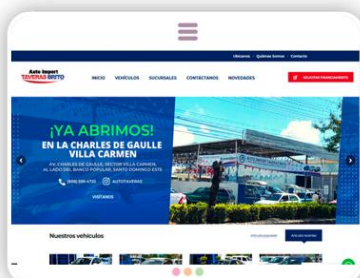 Ubícanos Quiénes Somos Contacto
Auto Import
TAVERAS BRITO
INICIO VEHÍCULOS SUCURSALES CONTÁCTANOS NOVEDADES
SOLICITAR FINANCIAMIENTO
¡YA ABRIMOS!
EN LA CHARLES DE GAULLE
VILLA CARMEN
AV. CHARLES DE GAULLE, SECTOR VILLA CARMEN,
AL LADO DEL BANCO POPULAR, SANTO DOMINGO ESTE
AUTOTAVERAS
VISÍTANOS
Nuestros vehículos